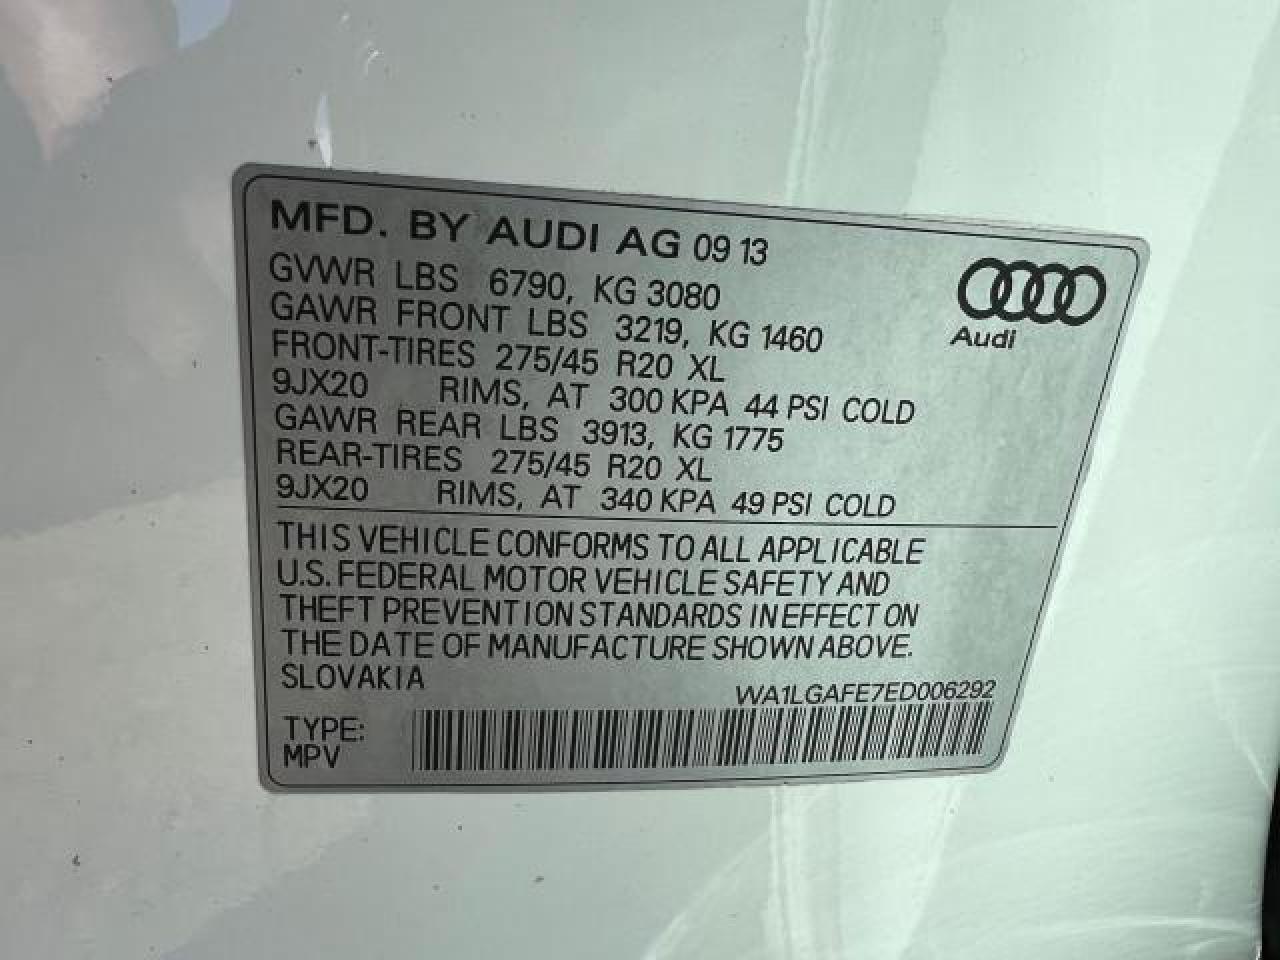 MFD. BY AUDI AG 09 13
GVWR LBS 6790, KG 3080
GAWR FRONT LBS 3219, KG 1460
FRONT-TIRES 275/45 R20 XL
9JX20 RIMS, AT 300 KPA 44 PSI COLD
GAWR REAR LBS 3913, KG 1775
REAR-TIRES 275/45 R20 XL
9JX20 RIMS, AT 340 KPA 49 PSI COLD
Audi
THIS VEHICLE CONFORMS TO ALL APPLICABLE
U.S. FEDERAL MOTOR VEHICLE SAFETY AND
THEFT PREVENTION STANDARDS IN EFFECT ON
THE DATE OF MANUFACTURE SHOWN ABOVE.
SLOVAKIA
WA1LGAFE7ED006292
TYPE:
MPV